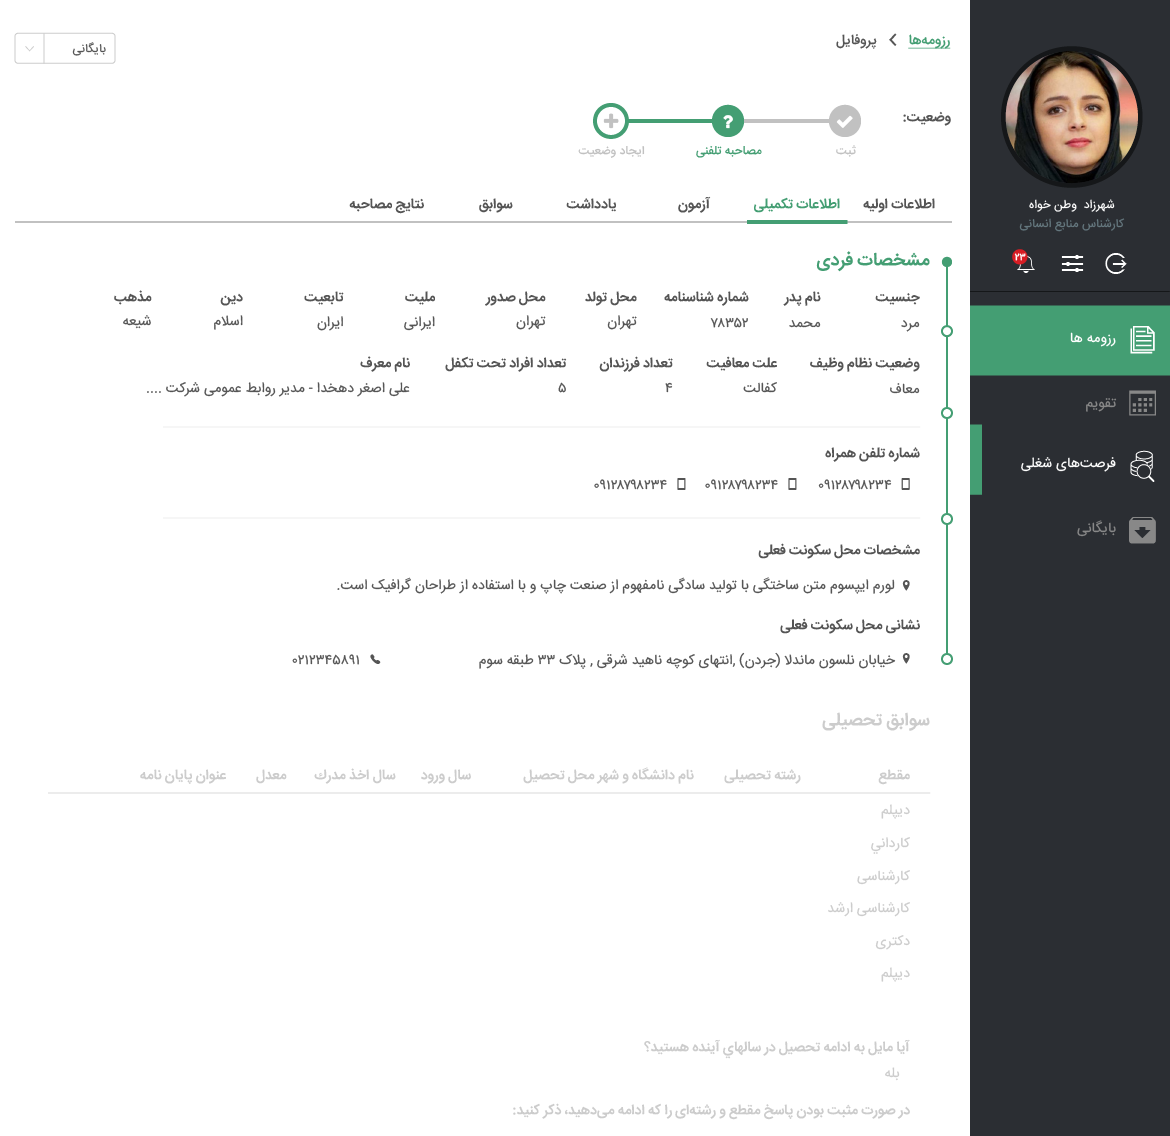 رزومه‌ها
پروفایل
بایگانی
وضعیت:
ثبت
مصاحبه تلفنی
ایجاد وضعیت
اطلاعات اولیه
اطلاعات تکمیلی
آزمون
یادداشت
سوابق
نتایج مصاحبه
شهرزاد وطن خواه
کارشناس منابع انسانی
۲۳
رزومه ها
تقویم
فرصت‌های شغلی
بایگانی
مشخصات فردی
جنسیت نام پدر شماره شناسنامه محل تولد محل صدور ملیت تابعیت دین مذهب
مرد محمد ۷۸۳۵۲ تهران تهران ایرانی ایران اسلام شیعه
وضعیت نظام وظیف علت معافیت تعداد فرزندان تعداد افراد تحت تکفل نام معرف
معاف کفالت ۴ ۵ علی اصغر دهخدا - مدیر روابط عمومی شرکت ....
شماره تلفن همراه
۰۹۱۲۸۷۹۸۲۳۴ ۰۹۱۲۸۷۹۸۲۳۴ ۰۹۱۲۸۷۹۸۲۳۴
مشخصات محل سکونت فعلی
لورم ایپسوم متن ساختگی با تولید سادگی نامفهوم از صنعت چاپ و با استفاده از طراحان گرافیک است.
نشانی محل سکونت فعلی
خیابان نلسون ماندلا (جردن) ,انتهای کوچه ناهید شرقی , پلاک ۳۳ طبقه سوم ۰۲۱۲۳۴۵۸۹۱
سوابق تحصیلی
مقطع رشته تحصیلی نام دانشگاه و شهر محل تحصیل سال ورود سال اخذ مدرك معدل عنوان پایان نامه
دیپلم
كارداني
کارشناسی
کارشناسی ارشد
دکتری
دیپلم
آیا مایل به ادامه تحصیل در سالهاي آینده هستید؟
بله
در صورت مثبت بودن پاسخ مقطع و رشته‌ای را که ادامه می‌دهید، ذکر کنید: